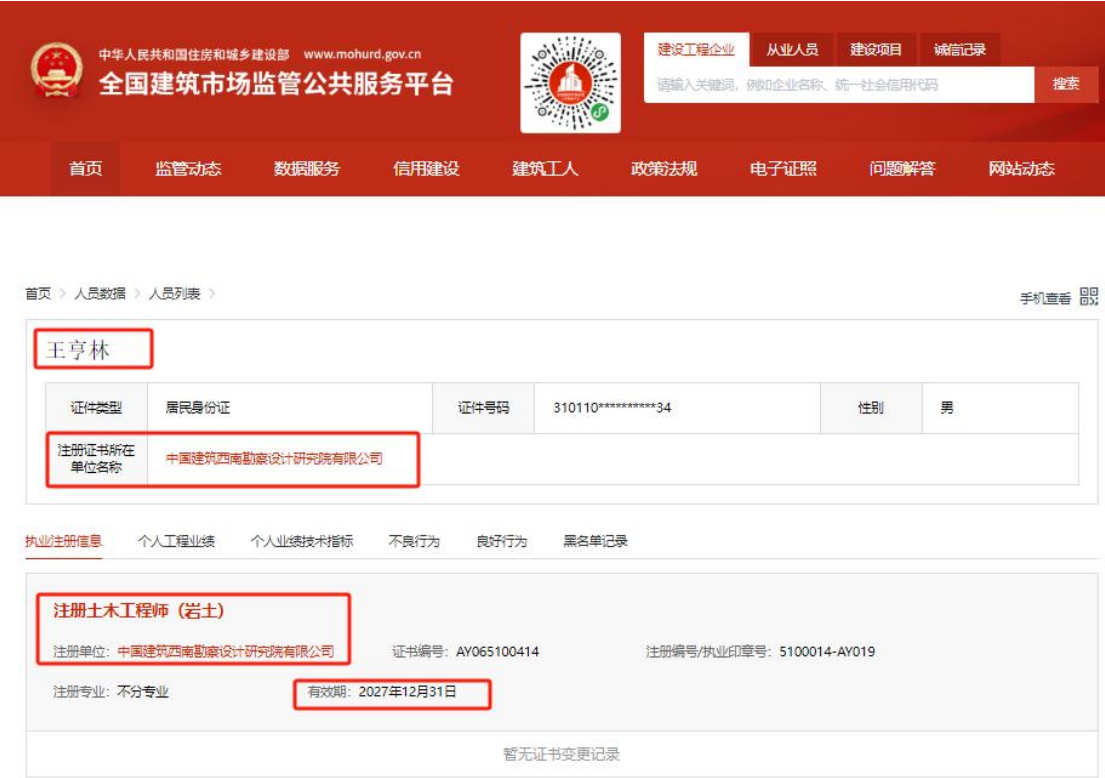 中华人民共和国住房和城乡建设部 www.mohurd.gov.cn
全国建筑市场监管公共服务平台
建设工程企业 从业人员 建设项目 诚信记录
请输入关键词，例如企业名称、统一社会信用代码 搜索
首页 监管动态 数据服务 信用建设 建筑工人 政策法规 电子证照 问题解答 网站动态
首页 > 人员数据 > 人员列表 >
手机查看
王亨林
证件类型 居民身份证 证件号码 310110**********34 性别 男
注册证书所在
单位名称
中国建筑西南勘察设计研究院有限公司
执业注册信息 个人工程业绩 个人业绩技术指标 不良行为 良好行为 黑名单记录
注册土木工程师（岩土）
注册单位：中国建筑西南勘察设计研究院有限公司 证书编号：AY065100414 注册编号/执业印章号：5100014-AY019
注册专业：不分专业 有效期：2027年12月31日
暂无证书变更记录